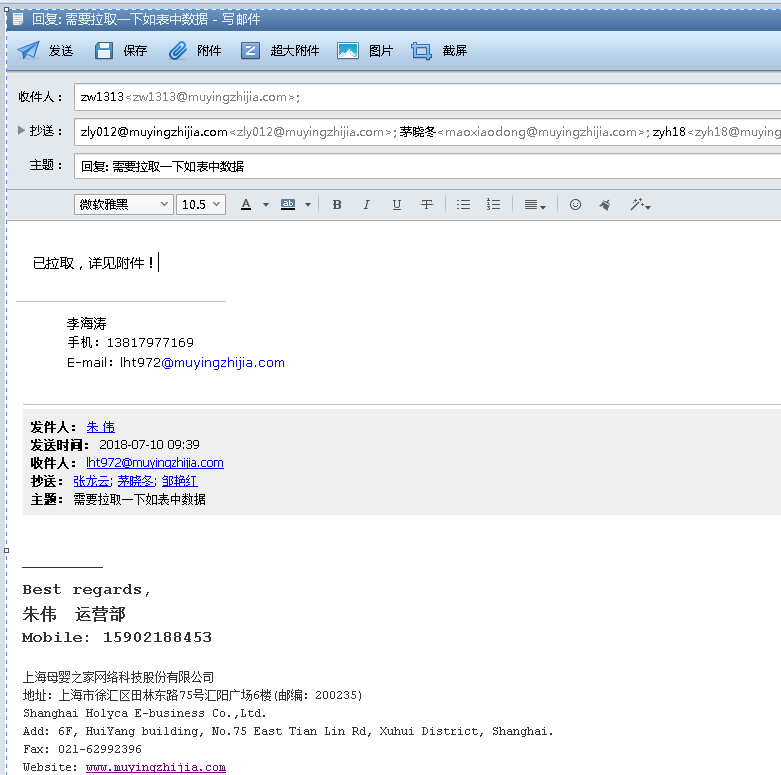 回复: 需要拉取一下如表中数据 - 写邮件
发送 保存 附件 超大附件 图片 截屏
收件人： zw1313<zw1313@muyingzhijia.com>;
抄送： zly012@muyingzhijia.com<zly012@muyingzhijia.com>; 茅晓冬<maoxiaodong@muyingzhijia.com>; zyh18<zyh18@muying
主题： 回复: 需要拉取一下如表中数据
微软雅黑 10.5 A ab B I U T
已拉取，详见附件！
李海涛
手机：13817977169
E-mail：lht972@muyingzhijia.com
发件人： 朱 伟
发送时间： 2018-07-10 09:39
收件人： lht972@muyingzhijia.com
抄送： 张龙云; 茅晓冬; 邹艳红
主题： 需要拉取一下如表中数据
Best regards,
朱伟 运营部
Mobile: 15902188453
上海母婴之家网络科技股份有限公司
地址: 上海市徐汇区田林东路75号汇阳广场6楼(邮编: 200235)
Shanghai Holyca E-business Co.,Ltd.
Add: 6F, HuiYang building, No.75 East Tian Lin Rd, Xuhui District, Shanghai.
Fax: 021-62992396
Website: www.muyingzhijia.com